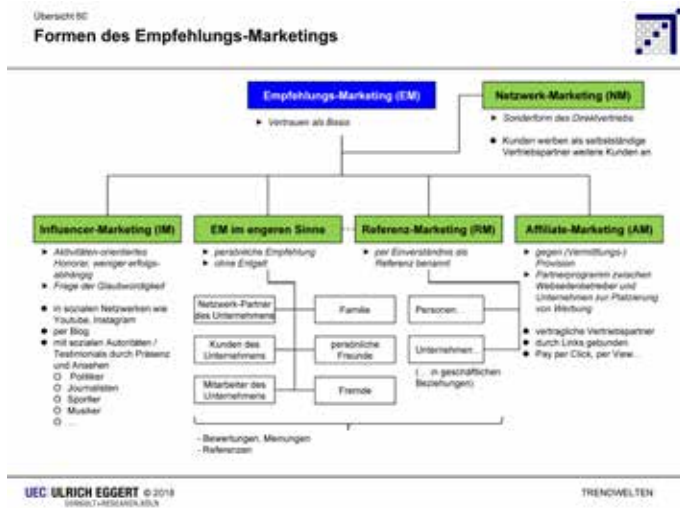 Übersicht 60
Formen des Empfehlungs-Marketings
Empfehlungs-Marketing (EM)
► Vertrauen als Basis
Netzwerk-Marketing (NM)
► Sonderform des Direktvertriebs
● Kunden werben als selbstständige
Vertriebspartner weitere Kunden an
Influencer-Marketing (IM)
► Aktivitäten-orientiertes
Honorar, weniger erfolgs-
abhängig
► Frage der Glaubwürdigkeit
● in sozialen Netzwerken wie
Youtube, Instagram
● per Blog
● mit sozialen Autoritäten /
Testimonials durch Präsenz
und Ansehen
O Politiker
O Journalisten
O Sportler
O Musiker
O ...
EM im engeren Sinne
► persönliche Empfehlung
► ohne Entgelt
Netzwerk-Partner
des Unternehmens
Kunden des
Unternehmens
Mitarbeiter des
Unternehmens
Familie
persönliche
Freunde
Fremde
Referenz-Marketing (RM)
► per Einverständnis als
Referenz benannt
Personen...
Unternehmen...
(... in geschäftlichen
Beziehungen)
Affiliate-Marketing (AM)
► gegen (Vermittlungs-)
Provision
► Partnerprogramm zwischen
Webseitenbetreiber und
Unternehmen zur Platzierung
von Werbung
● vertragliche Vertriebspartner
● durch Links gebunden
● Pay per Click, per View...
- Bewertungen, Meinungen
- Referenzen
UEC ULRICH EGGERT © 2018
CONSULT+RESEARCH, KÖLN
TRENDWELTEN